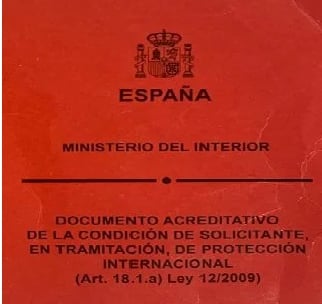 ESPAÑA
MINISTERIO DEL INTERIOR
DOCUMENTO ACREDITATIVO
DE LA CONDICIÓN DE SOLICITANTE,
EN TRAMITACIÓN, DE PROTECCIÓN
INTERNACIONAL
(Art. 18.1.a) Ley 12/2009)